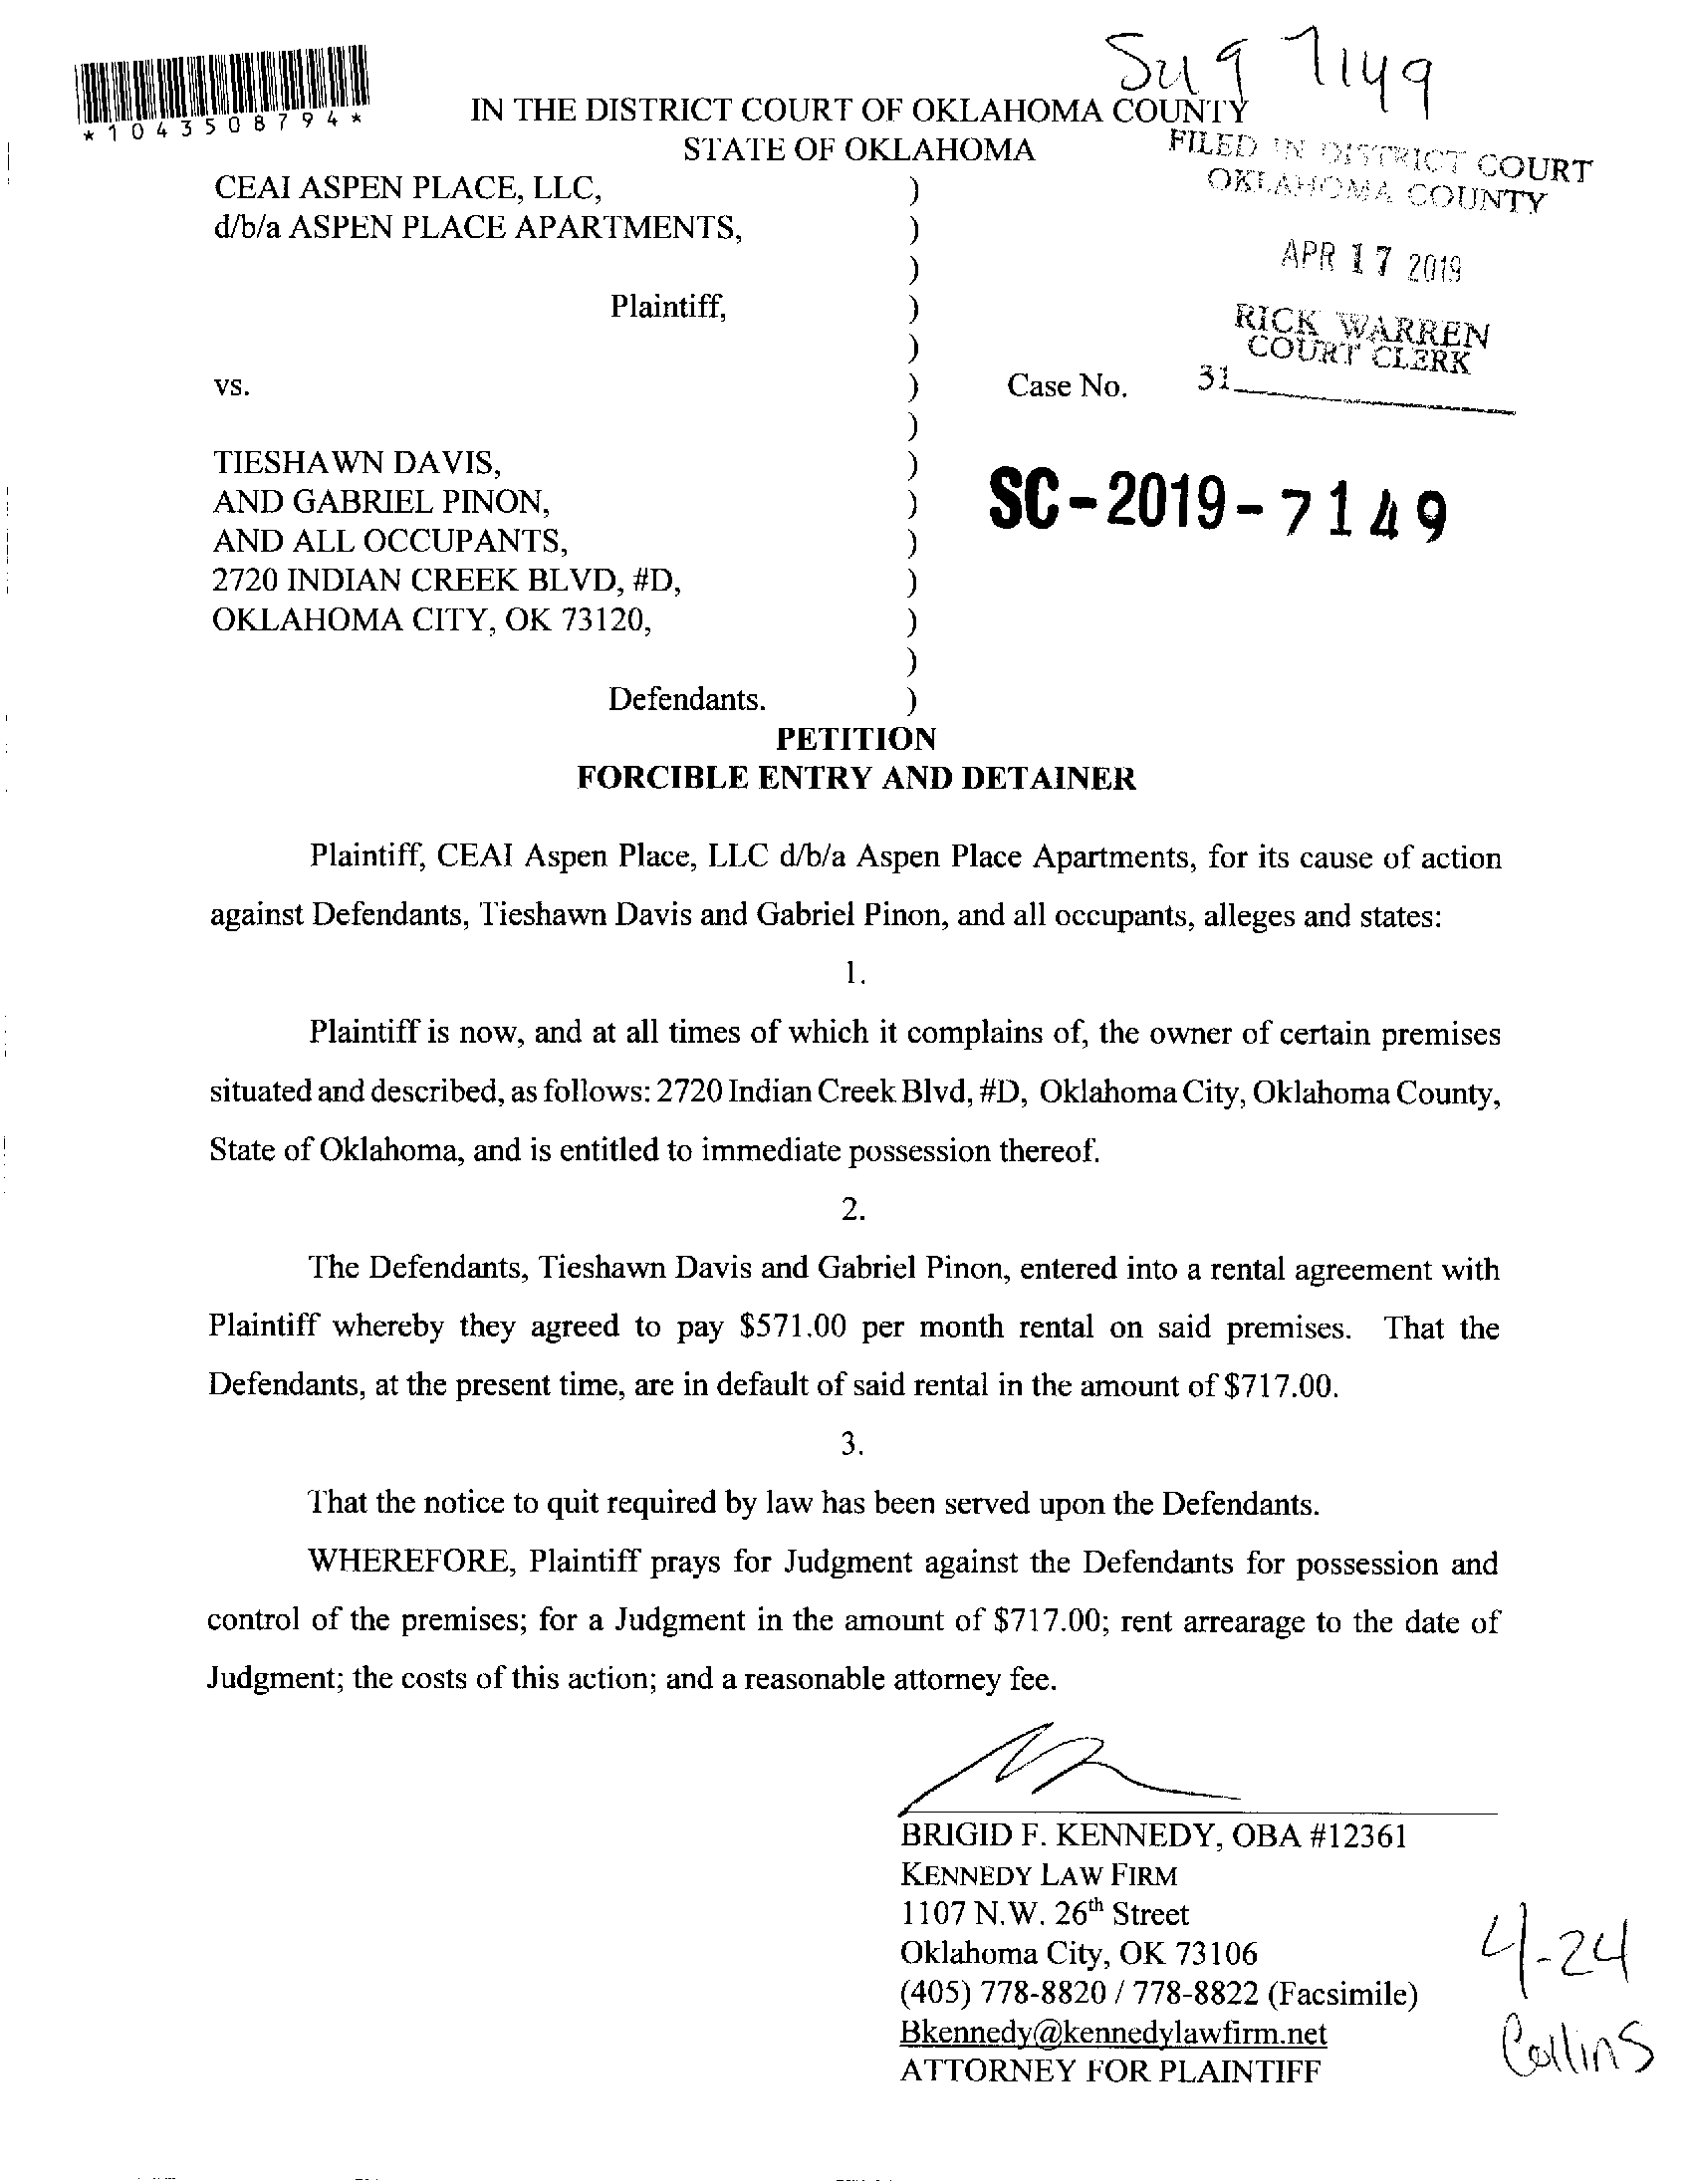 7149
*1043508794*
IN THE DISTRICT COURT OF OKLAHOMA COUNTY
STATE OF OKLAHOMA
FILED IN DISTRICT COURT
OKLAHOMA COUNTY
APR 17 2019
RICK WARREN
COURT CLERK
31
CEAI ASPEN PLACE, LLC, )
d/b/a ASPEN PLACE APARTMENTS, )
)
Plaintiff, )
)
vs. ) Case No.
)
TIESHAWN DAVIS, )
AND GABRIEL PINON, ) SC-2019-7149
AND ALL OCCUPANTS, )
2720 INDIAN CREEK BLVD, #D, )
OKLAHOMA CITY, OK 73120, )
)
Defendants. )
PETITION
FORCIBLE ENTRY AND DETAINER
Plaintiff, CEAI Aspen Place, LLC d/b/a Aspen Place Apartments, for its cause of action
against Defendants, Tieshawn Davis and Gabriel Pinon, and all occupants, alleges and states:
1.
Plaintiff is now, and at all times of which it complains of, the owner of certain premises
situated and described, as follows: 2720 Indian Creek Blvd, #D, Oklahoma City, Oklahoma County,
State of Oklahoma, and is entitled to immediate possession thereof.
2.
The Defendants, Tieshawn Davis and Gabriel Pinon, entered into a rental agreement with
Plaintiff whereby they agreed to pay $571.00 per month rental on said premises. That the
Defendants, at the present time, are in default of said rental in the amount of $717.00.
3.
That the notice to quit required by law has been served upon the Defendants.
WHEREFORE, Plaintiff prays for Judgment against the Defendants for possession and
control of the premises; for a Judgment in the amount of $717.00; rent arrearage to the date of
Judgment; the costs of this action; and a reasonable attorney fee.
BRIGID F. KENNEDY, OBA #12361
KENNEDY LAW FIRM
1107 N.W. 26th Street
Oklahoma City, OK 73106
(405) 778-8820 / 778-8822 (Facsimile)
Bkennedy@kennedylawfirm.net
ATTORNEY FOR PLAINTIFF
4-24
Collins